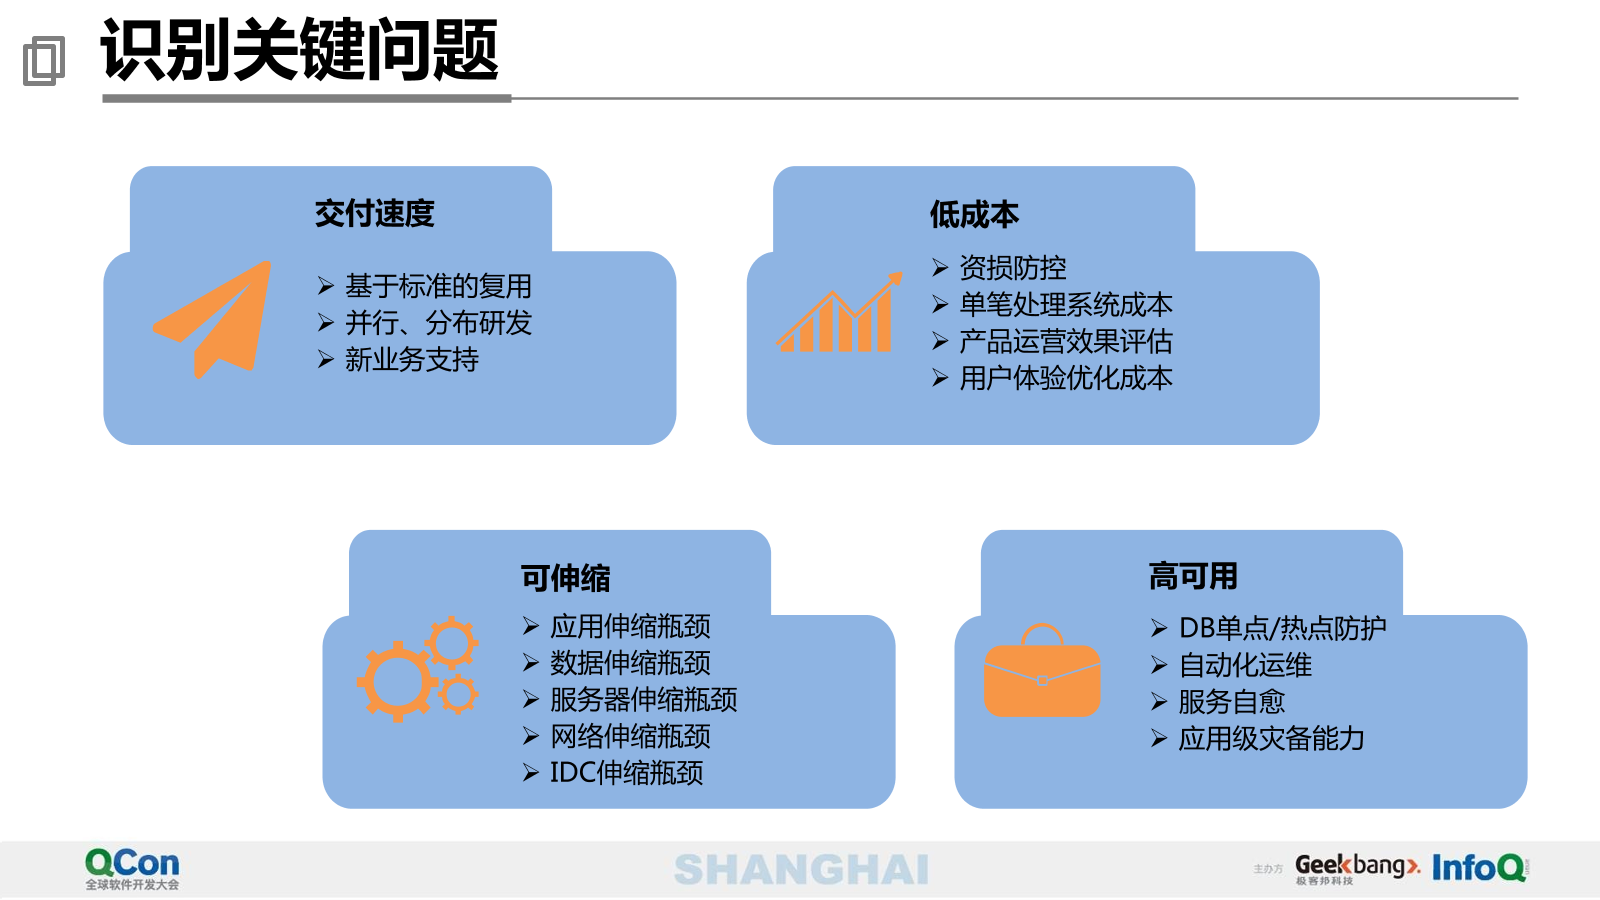 识别关键问题
交付速度
基于标准的复用
并行、分布研发
新业务支持
低成本
资损防控
单笔处理系统成本
产品运营效果评估
用户体验优化成本
可伸缩
应用伸缩瓶颈
数据伸缩瓶颈
服务器伸缩瓶颈
网络伸缩瓶颈
IDC伸缩瓶颈
高可用
DB单点/热点防护
自动化运维
服务自愈
应用级灾备能力
QCon
全球软件开发大会
SHANGHAI
主办方
Geekbang>.
极客邦科技
InfoQ